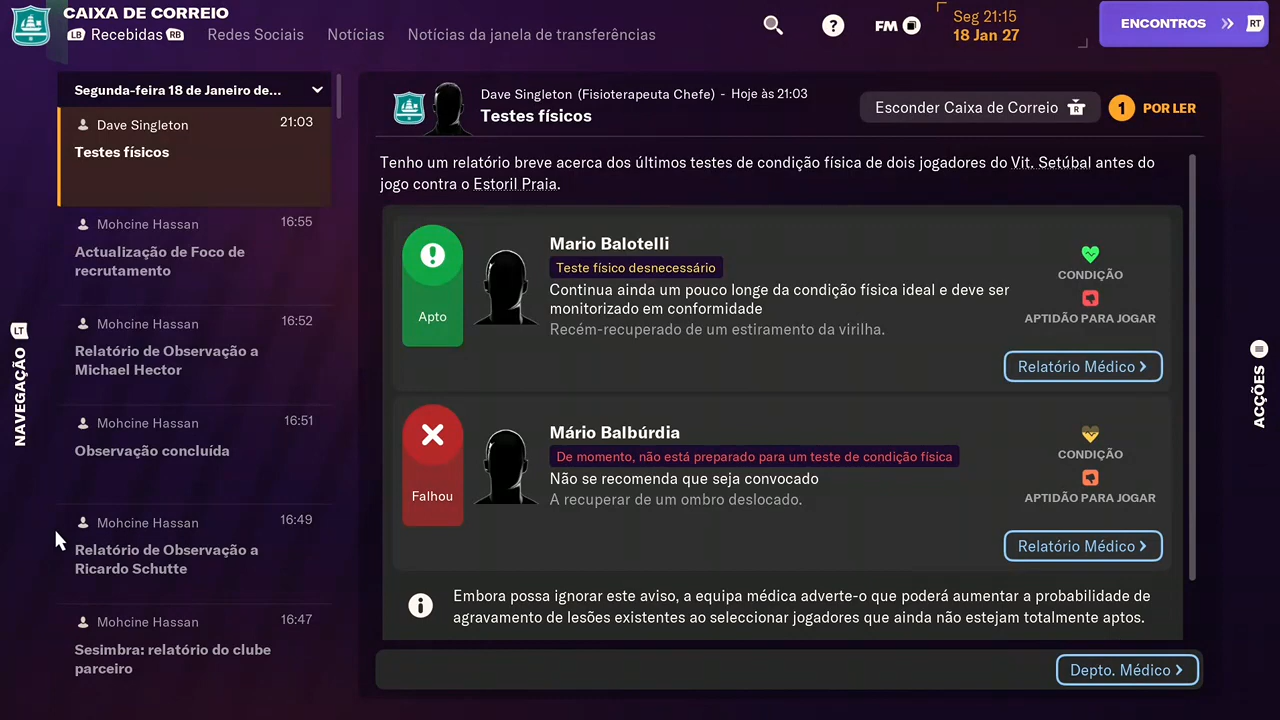 CAIXA DE CORREIO
LB Recebidas RB
Redes Sociais
Notícias
Notícias da janela de transferências
FM
Seg 21:15
18 Jan 27
ENCONTROS
RT
Segunda-feira 18 de Janeiro de...
Dave Singleton 21:03
Testes físicos
Mohcine Hassan 16:55
Actualização de Foco de
recrutamento
Mohcine Hassan 16:52
Relatório de Observação a
Michael Hector
Mohcine Hassan 16:51
Observação concluída
Mohcine Hassan 16:49
Relatório de Observação a
Ricardo Schutte
Mohcine Hassan 16:47
Sesimbra: relatório do clube
parceiro
LT
NAVEGAÇÃO
Dave Singleton (Fisioterapeuta Chefe) - Hoje às 21:03
Testes físicos
Esconder Caixa de Correio R
1 POR LER
Tenho um relatório breve acerca dos últimos testes de condição física de dois jogadores do Vit. Setúbal antes do
jogo contra o Estoril Praia.
Apto
Mario Balotelli
Teste físico desnecessário
Continua ainda um pouco longe da condição física ideal e deve ser
monitorizado em conformidade
Recém-recuperado de um estiramento da virilha.
CONDIÇÃO
APTIDÃO PARA JOGAR
Relatório Médico
Falhou
Mário Balbúrdia
De momento, não está preparado para um teste de condição física
Não se recomenda que seja convocado
A recuperar de um ombro deslocado.
CONDIÇÃO
APTIDÃO PARA JOGAR
Relatório Médico
Embora possa ignorar este aviso, a equipa médica adverte-o que poderá aumentar a probabilidade de
agravamento de lesões existentes ao seleccionar jogadores que ainda não estejam totalmente aptos.
Depto. Médico
ACÇÕES